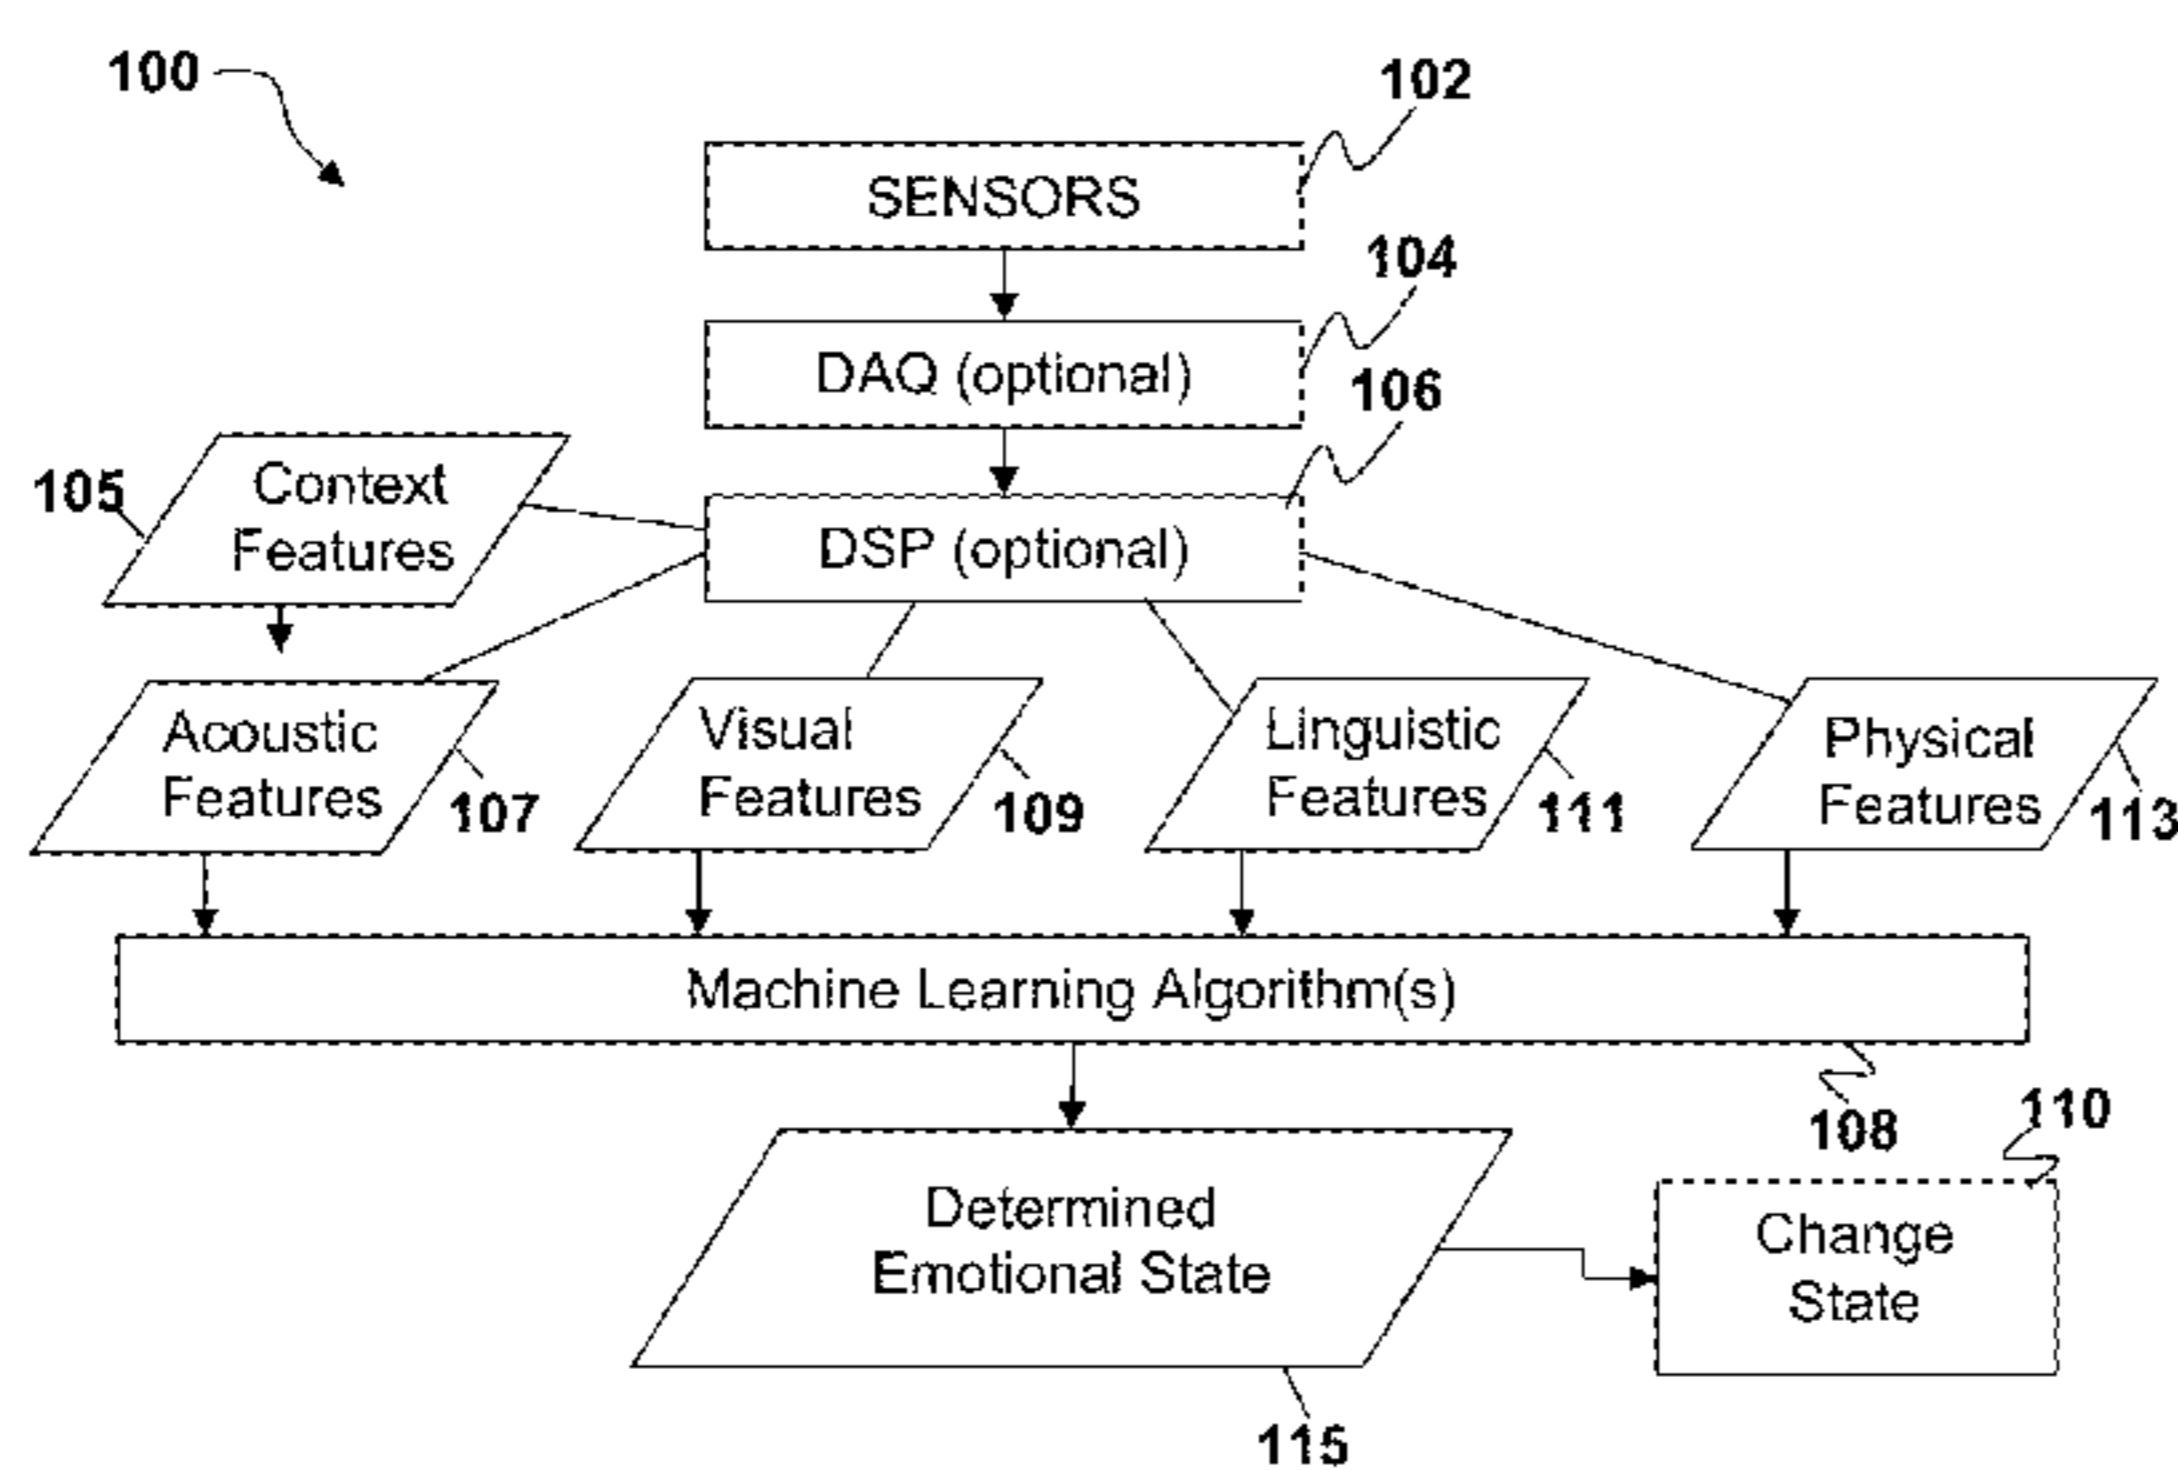 100
102
SENSORS
104
DAQ (optional)
106
105
Context
Features
DSP (optional)
Acoustic
Features
107
Visual
Features
109
Linguistic
Features
111
Physical
Features
113
Machine Learning Algorithm(s)
108
110
Determined
Emotional State
Change
State
115